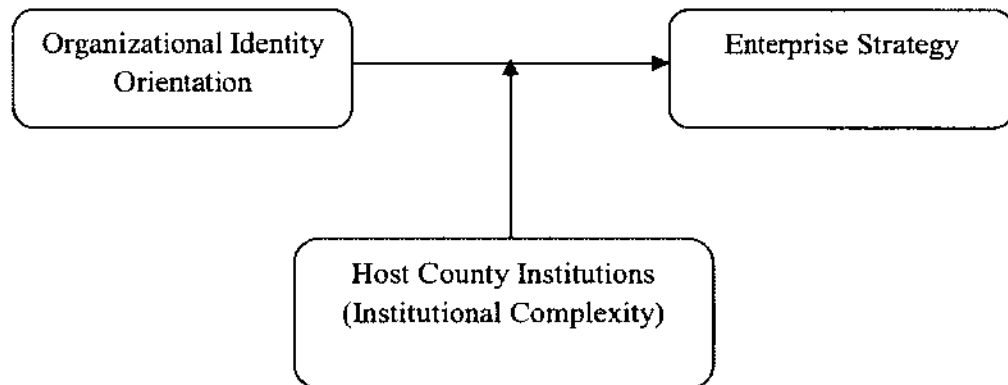 Organizational Identity
Orientation
Enterprise Strategy
Host County Institutions
(Institutional Complexity)